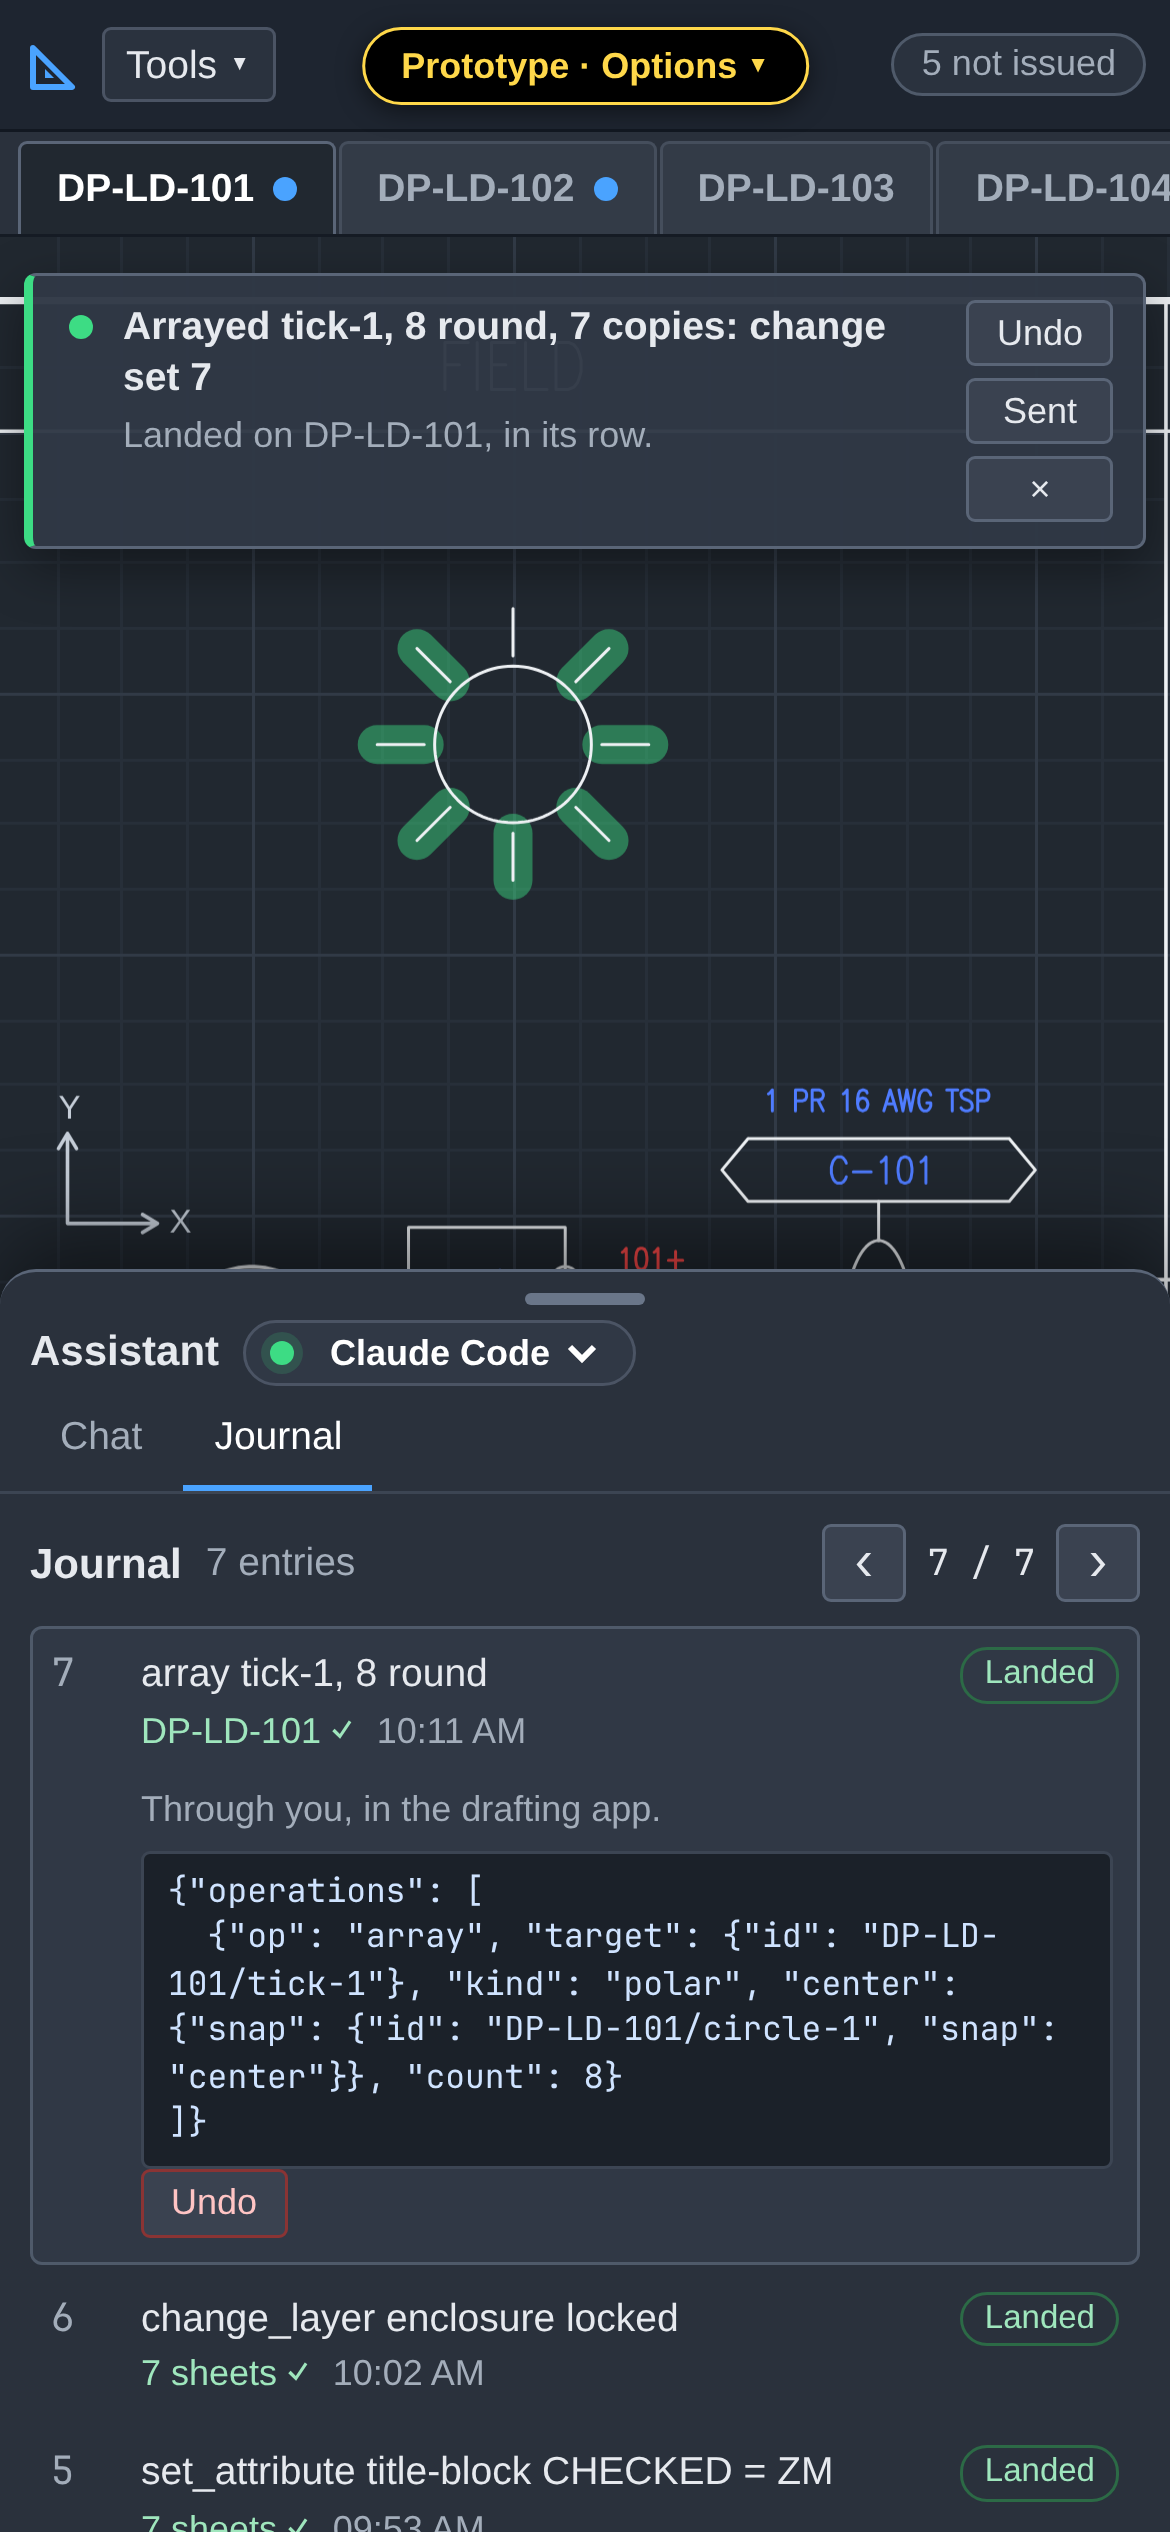 Tools ▼
Prototype · Options ▼
5 not issued
DP-LD-101
DP-LD-102
DP-LD-103
DP-LD-104
Arrayed tick-1, 8 round, 7 copies: change
set 7
Landed on DP-LD-101, in its row.
Undo
Sent
×
FIELD
1 PR 16 AWG TSP
C-101
Y
X
101+
Assistant
Claude Code
Chat
Journal
Journal 7 entries
‹ 7 / 7 ›
7 array tick-1, 8 round Landed
DP-LD-101 ✓ 10:11 AM
Through you, in the drafting app.
{"operations": [
{"op": "array", "target": {"id": "DP-LD-
101/tick-1"}, "kind": "polar", "center":
{"snap": {"id": "DP-LD-101/circle-1", "snap":
"center"}}, "count": 8}
]}
Undo
6 change_layer enclosure locked Landed
7 sheets ✓ 10:02 AM
5 set_attribute title-block CHECKED = ZM Landed
7 sheets ✓ 09:53 AM